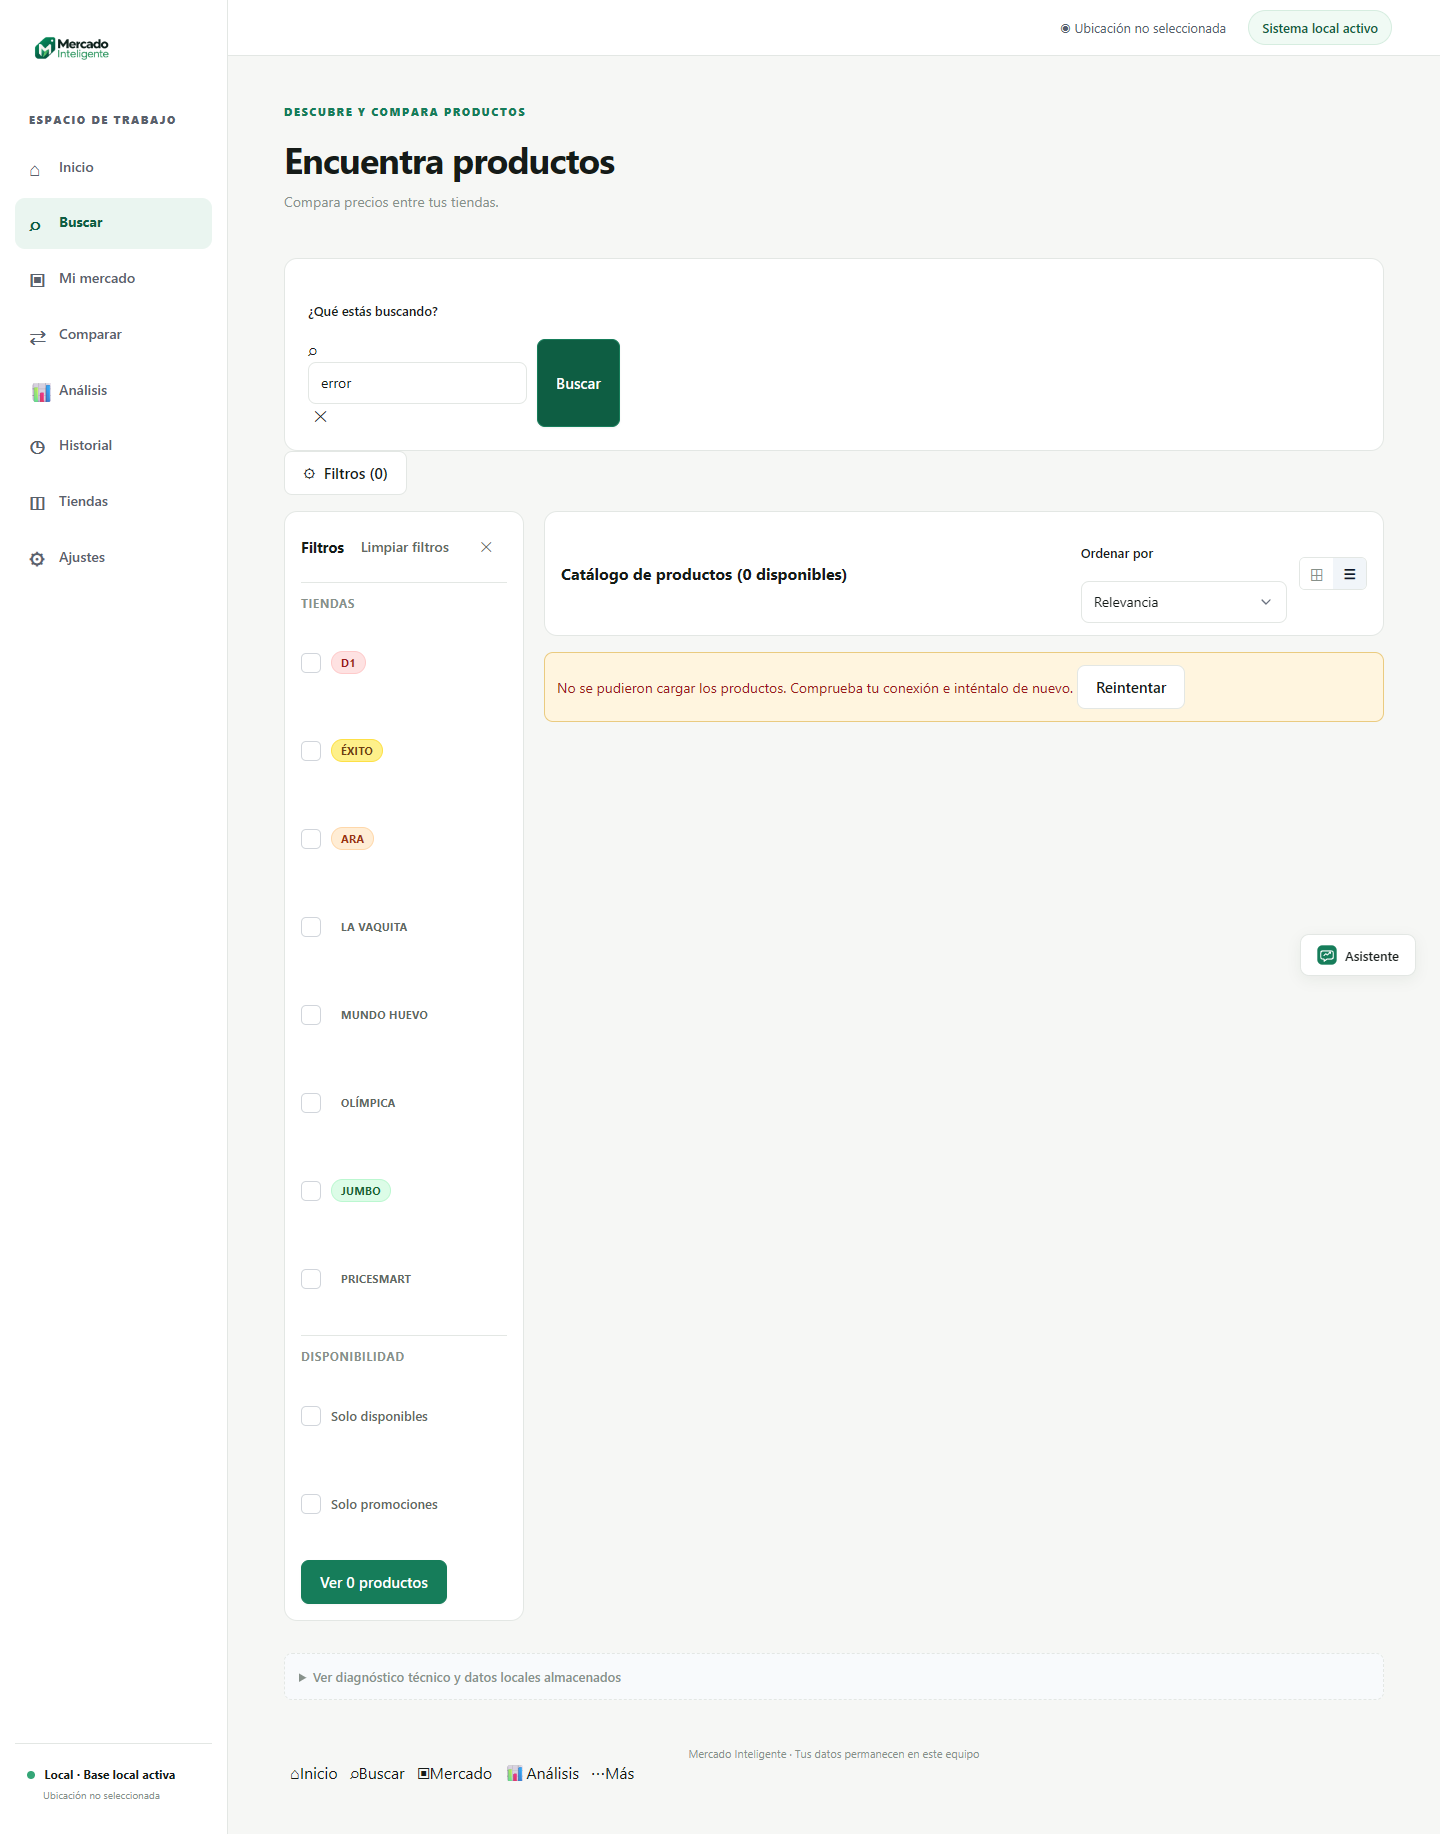 Mercado
Inteligente
ESPACIO DE TRABAJO
Inicio
Buscar
Mi mercado
Comparar
Análisis
Historial
Tiendas
Ajustes
Local · Base local activa
Ubicación no seleccionada
Ubicación no seleccionada
Sistema local activo
DESCUBRE Y COMPARA PRODUCTOS
Encuentra productos
Compara precios entre tus tiendas.
¿Qué estás buscando?
error
Buscar
Filtros (0)
Filtros Limpiar filtros
TIENDAS
D1
ÉXITO
ARA
LA VAQUITA
MUNDO HUEVO
OLÍMPICA
JUMBO
PRICESMART
DISPONIBILIDAD
Solo disponibles
Solo promociones
Ver 0 productos
Catálogo de productos (0 disponibles)
Ordenar por
Relevancia
No se pudieron cargar los productos. Comprueba tu conexión e inténtalo de nuevo. Reintentar
Asistente
Ver diagnóstico técnico y datos locales almacenados
Mercado Inteligente · Tus datos permanecen en este equipo
Inicio Buscar Mercado Análisis ⋯Más